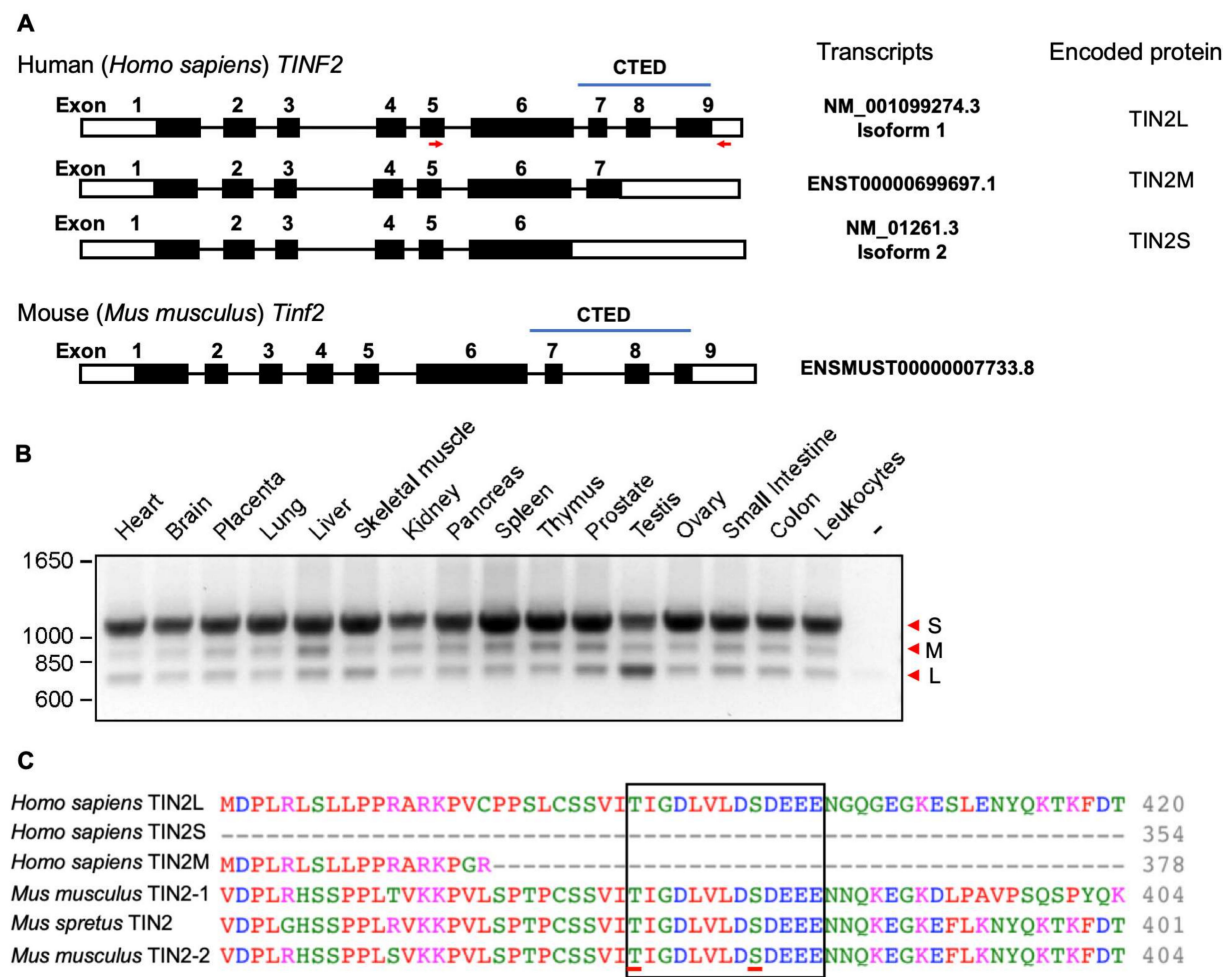 A
Human (Homo sapiens) TINF2
CTED
Transcripts
Encoded protein
Exon 1 2 3 4 5 6 7 8 9
NM_001099274.3
Isoform 1
TIN2L
Exon 1 2 3 4 5 6 7
ENST00000699697.1
TIN2M
Exon 1 2 3 4 5 6
NM_01261.3
Isoform 2
TIN2S
Mouse (Mus musculus) Tinf2
CTED
Exon 1 2 3 4 5 6 7 8 9
ENSMUST00000007733.8
B
Heart Brain Placenta Lung Liver Skeletal muscle Kidney Pancreas Spleen Thymus Prostate Testis Ovary Small Intestine Colon Leukocytes -
1650
1000
850
600
S
M
L
C
Homo sapiens TIN2L MDPLRLSLLPPRARKPVCPPSLCSSVITIGDLVLDSDEEENGQGEGKESLENYQKTKFDT 420
Homo sapiens TIN2S ------------------------------------------------------------ 354
Homo sapiens TIN2M MDPLRLSLLPPRARKPGR------------------------------------------ 378
Mus musculus TIN2-1 VDPLRHSSPPLTVKKPVLSPTPCSSVITIGDLVLDSDEEENNQKEGKDLPAVPSQSPYQK 404
Mus spretus TIN2 VDPLGHSSPPLRVKKPVLSPTPCSSVITIGDLVLDSDEEENNQKEGKEFLKNYQKTKFDT 401
Mus musculus TIN2-2 VDPLRHSSPPLSVKKPVLSPTPCSSVITIGDLVLDSDEEENNQKEGKEFLKNYQKTKFDT 404